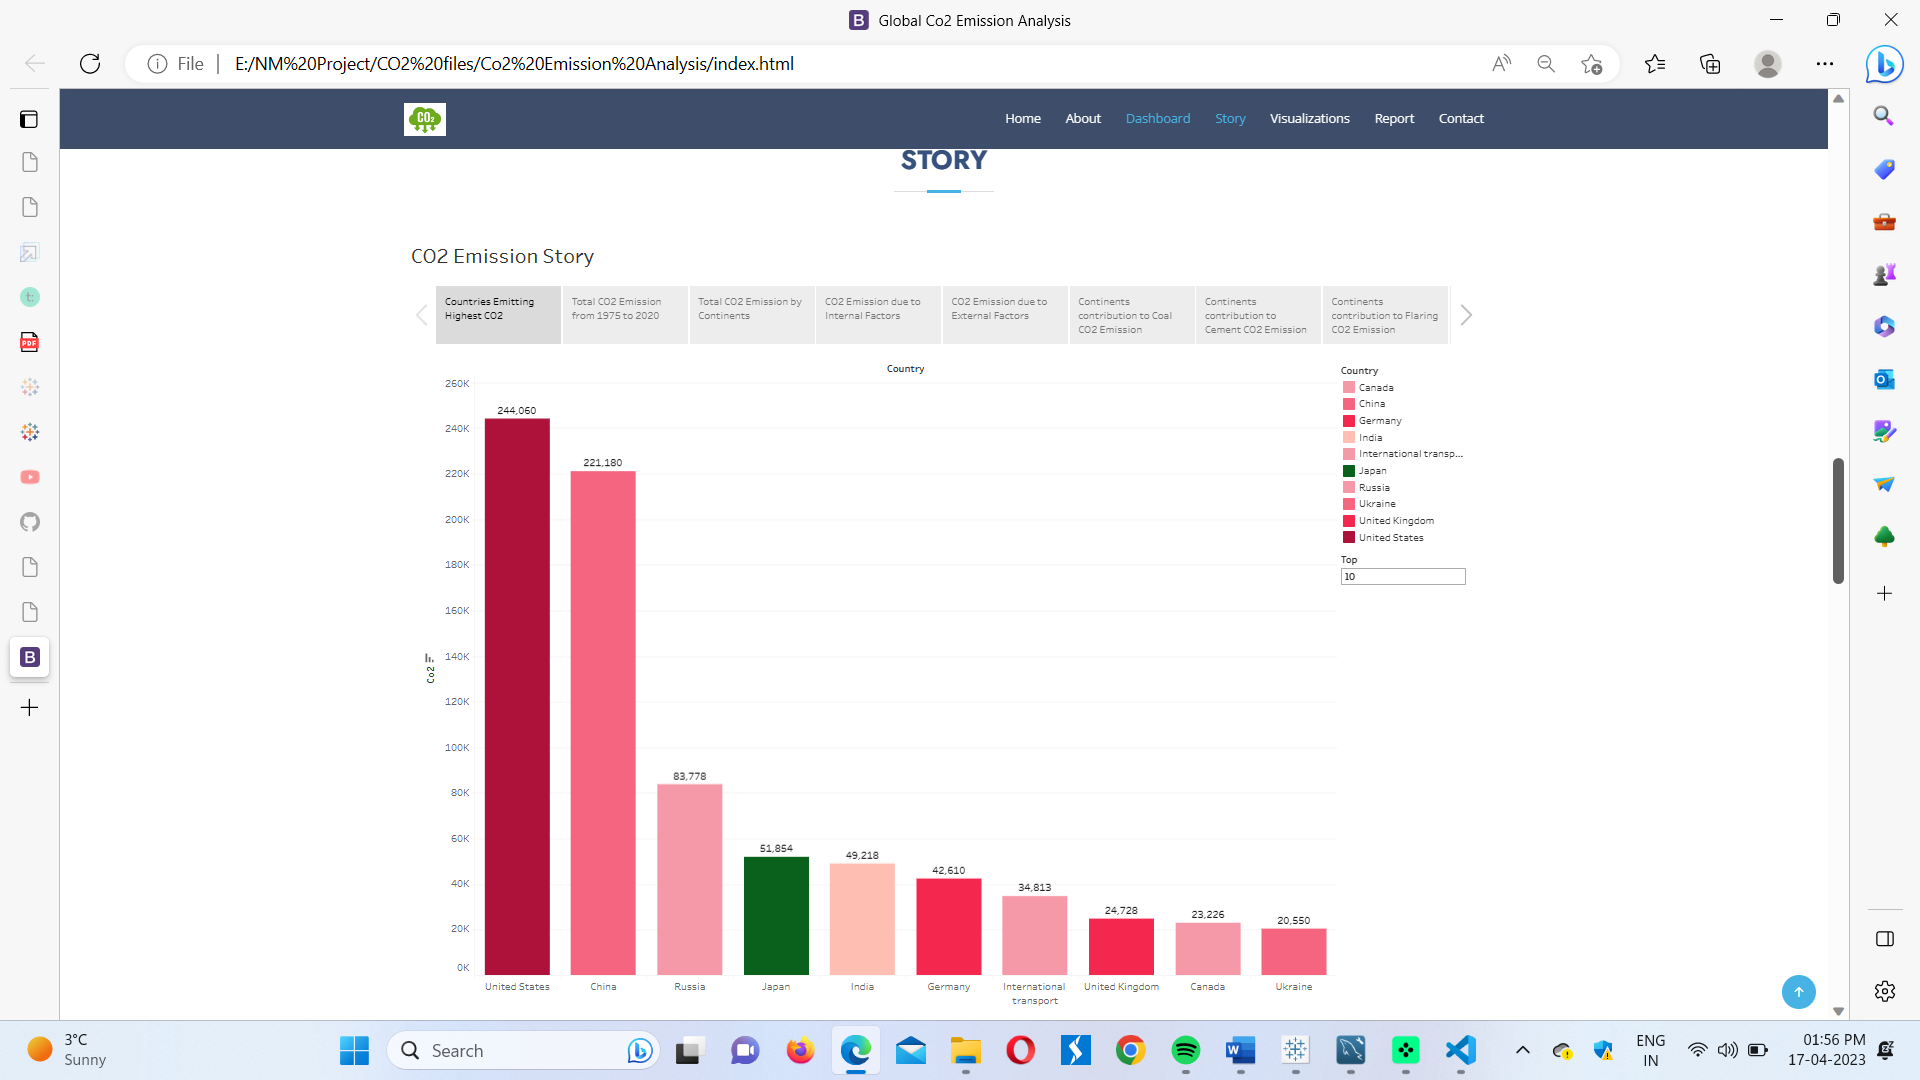 B Global Co2 Emission Analysis
File E:/NM%20Project/CO2%20files/Co2%20Emission%20Analysis/index.html
CO2
Home About Dashboard Story Visualizations Report Contact
STORY
CO2 Emission Story
Countries Emitting
Highest CO2
Total CO2 Emission
from 1975 to 2020
Total CO2 Emission by
Continents
CO2 Emission due to
Internal Factors
CO2 Emission due to
External Factors
Continents
contribution to Coal
CO2 Emission
Continents
contribution to
Cement CO2 Emission
Continents
contribution to Flaring
CO2 Emission
Country
260K
240K
220K
200K
180K
160K
140K
120K
100K
80K
60K
40K
20K
0K
Co2
244,060
221,180
83,778
51,854
49,218
42,610
34,813
24,728
23,226
20,550
United States
China
Russia
Japan
India
Germany
International
transport
United Kingdom
Canada
Ukraine
Country
Canada
China
Germany
India
International transp...
Japan
Russia
Ukraine
United Kingdom
United States
Top
10
t:
PDF
B
3°C
Sunny
Search
ENG
IN
01:56 PM
17-04-2023